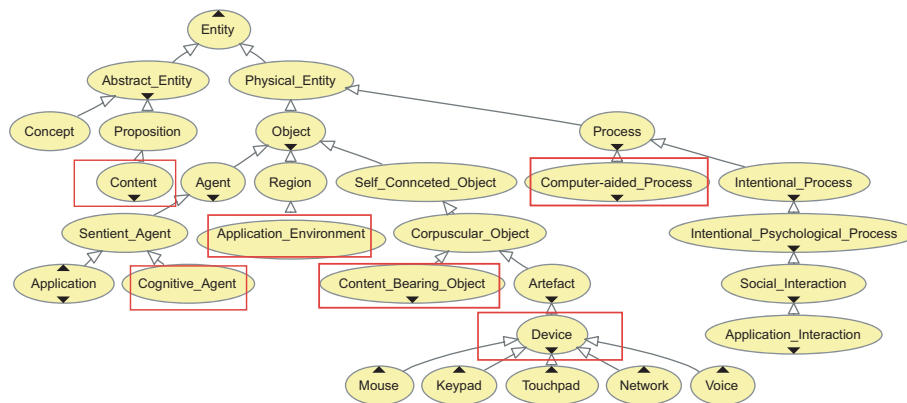 Entity
Abstract_Entity
Physical_Entity
Concept
Proposition
Object
Process
Content
Agent
Region
Self_Connceted_Object
Computer-aided_Process
Intentional_Process
Sentient_Agent
Application_Environment
Corpuscular_Object
Intentional_Psychological_Process
Application
Cognitive_Agent
Content_Bearing_Object
Artefact
Social_Interaction
Device
Application_Interaction
Mouse
Keypad
Touchpad
Network
Voice